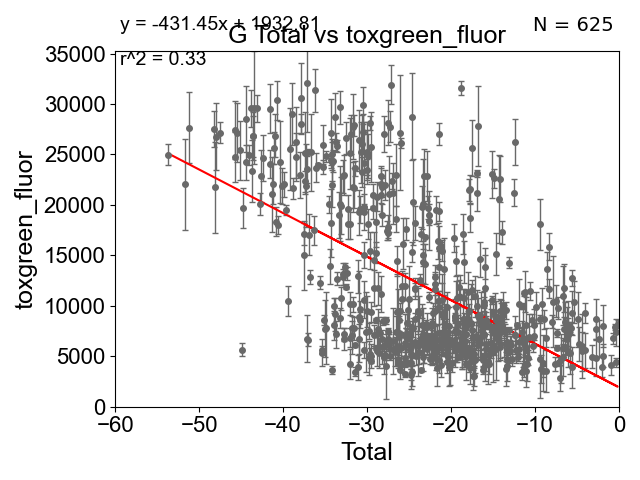 y = -431.45x + 1932.81
N = 625
G Total vs toxgreen_fluor
r^2 = 0.33
35000
30000
25000
20000
15000
10000
5000
0
toxgreen_fluor
−60
−50
−40
−30
−20
−10
0
Total